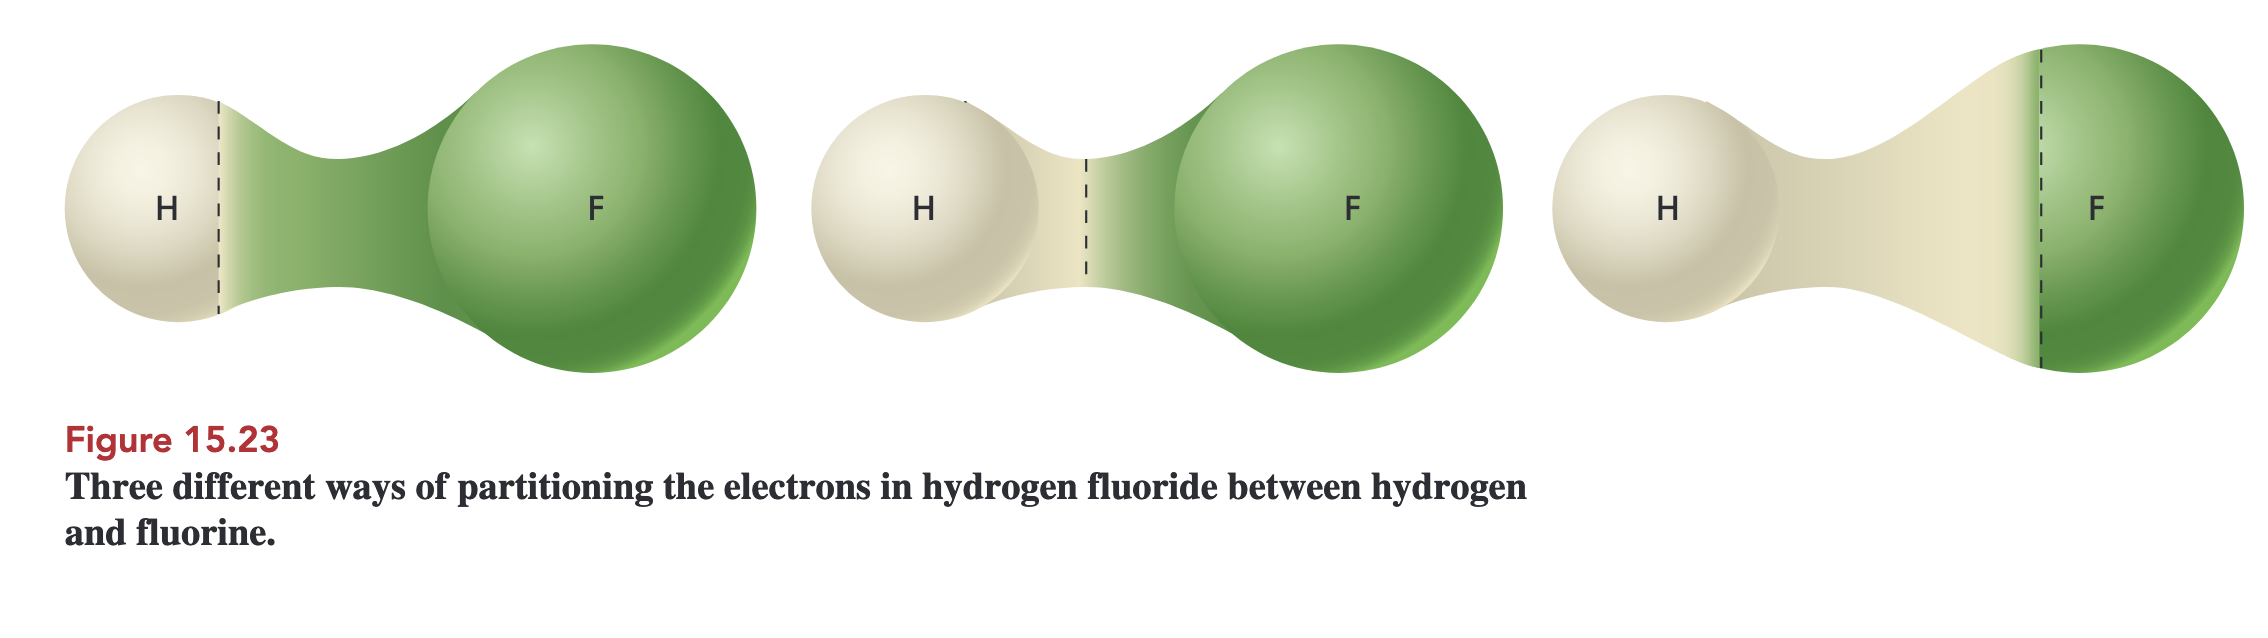 H F H F H F
Figure 15.23
Three different ways of partitioning the electrons in hydrogen fluoride between hydrogen
and fluorine.